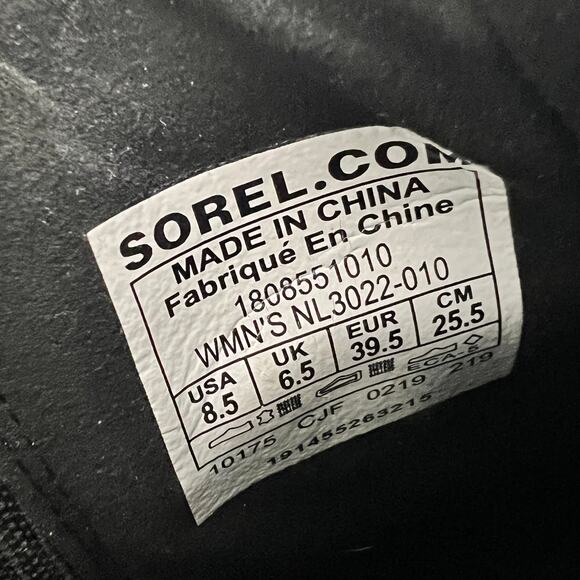 SOREL.COM
MADE IN CHINA
Fabriqué En Chine
1808551010
WMN'S NL3022-010
USA UK EUR CM
8.5 6.5 39.5 25.5
10175 CJF 0219 219
191455263215